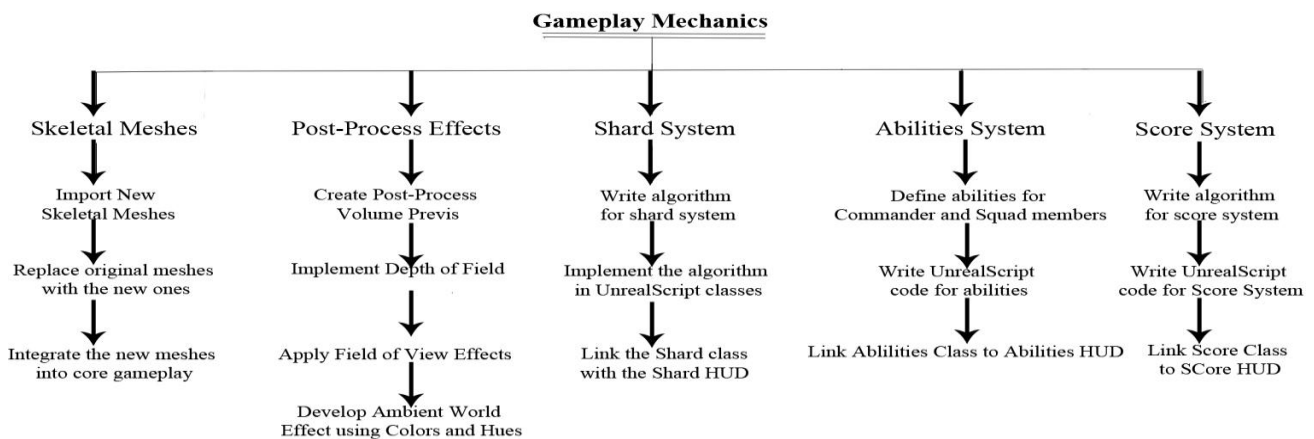 Gameplay Mechanics
Skeletal Meshes
Import New
Skeletal Meshes
Replace original meshes
with the new ones
Integrate the new meshes
into core gameplay
Post-Process Effects
Create Post-Process
Volume Previs
Implement Depth of Field
Apply Field of View Effects
Develop Ambient World
Effect using Colors and Hues
Shard System
Write algorithm
for shard system
Implement the algorithm
in UnrealScript classes
Link the Shard class
with the Shard HUD
Abilities System
Define abilities for
Commander and Squad members
Write UnrealScript
code for abilities
Link Ablilities Class to Abilities HUD
Score System
Write algorithm
for score system
Write UnrealScript
code for Score System
Link Score Class
to SCore HUD